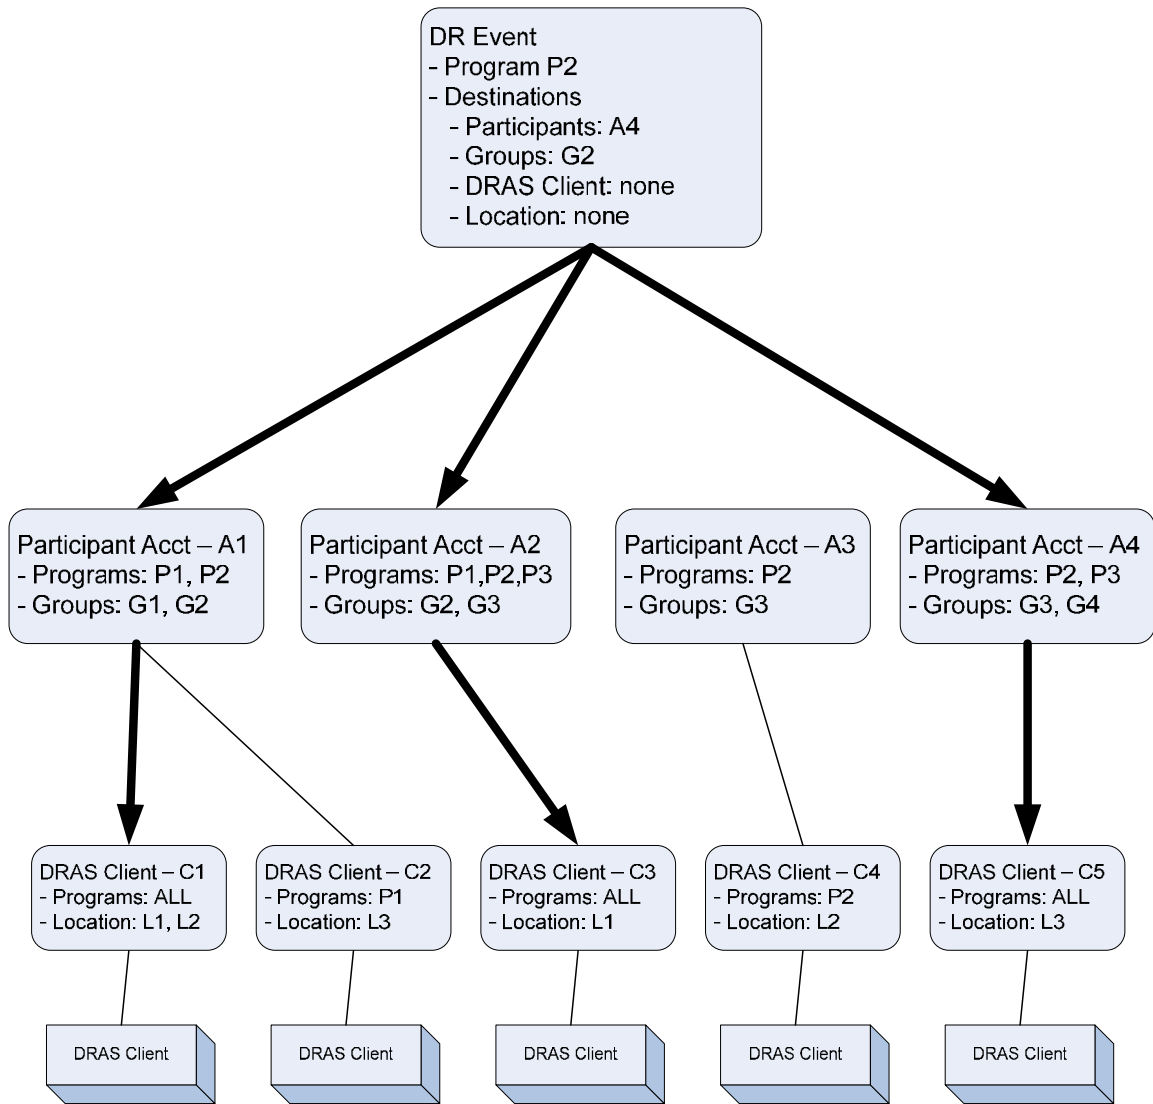 DR Event
- Program P2
- Destinations
- Participants: A4
- Groups: G2
- DRAS Client: none
- Location: none
Participant Acct – A1
- Programs: P1, P2
- Groups: G1, G2
Participant Acct – A2
- Programs: P1,P2,P3
- Groups: G2, G3
Participant Acct – A3
- Programs: P2
- Groups: G3
Participant Acct – A4
- Programs: P2, P3
- Groups: G3, G4
DRAS Client – C1
- Programs: ALL
- Location: L1, L2
DRAS Client – C2
- Programs: P1
- Location: L3
DRAS Client – C3
- Programs: ALL
- Location: L1
DRAS Client – C4
- Programs: P2
- Location: L2
DRAS Client – C5
- Programs: ALL
- Location: L3
DRAS Client
DRAS Client
DRAS Client
DRAS Client
DRAS Client